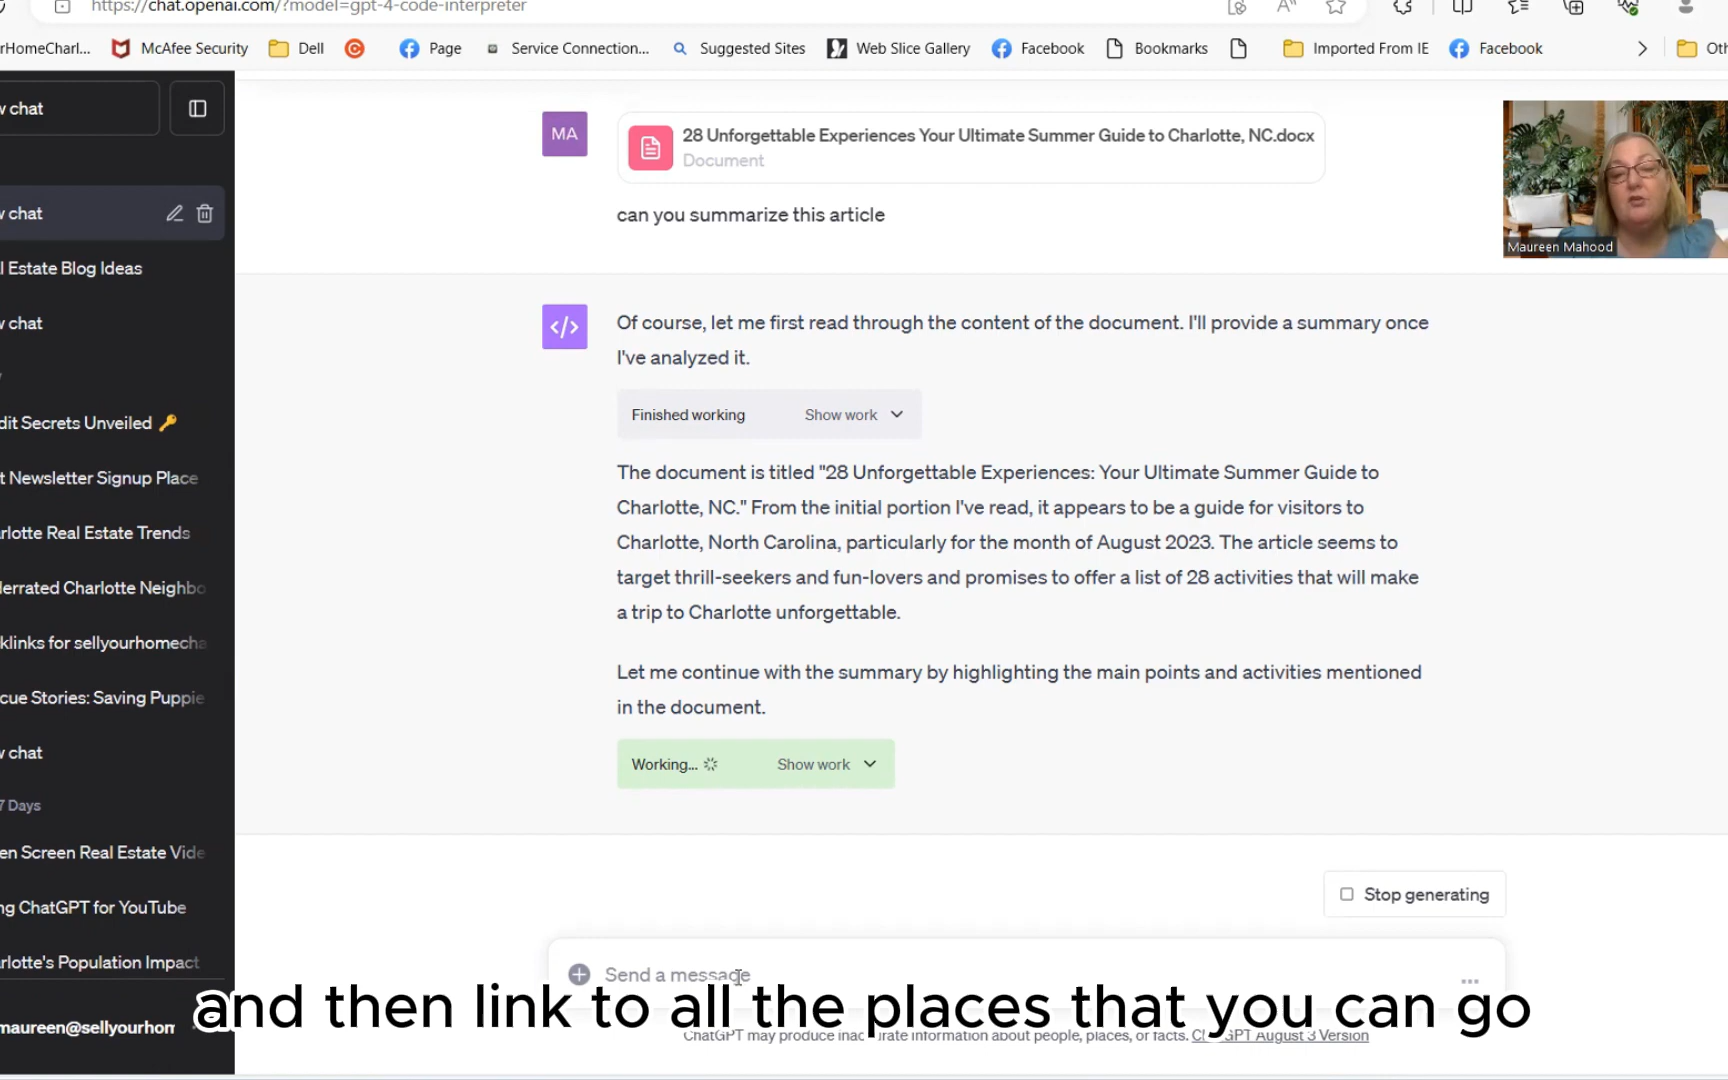 https://chat.openai.com/?model=gpt-4-code-interpreter
rHomeCharl... McAfee Security Dell Page Service Connection... Suggested Sites Web Slice Gallery Facebook Bookmarks Imported From IE Facebook Oth
w chat
w chat
l Estate Blog Ideas
w chat
dit Secrets Unveiled
t Newsletter Signup Place
rlotte Real Estate Trends
derrated Charlotte Neighbo
klinks for sellyourhomecha
cue Stories: Saving Puppie
w chat
7 Days
en Screen Real Estate Vide
ng ChatGPT for YouTube
rlotte's Population Impact
maureen@sellyourhom
MA
28 Unforgettable Experiences Your Ultimate Summer Guide to Charlotte, NC.docx
Document
can you summarize this article
Maureen Mahood
Of course, let me first read through the content of the document. I'll provide a summary once
I've analyzed it.
Finished working Show work
The document is titled "28 Unforgettable Experiences: Your Ultimate Summer Guide to
Charlotte, NC." From the initial portion I've read, it appears to be a guide for visitors to
Charlotte, North Carolina, particularly for the month of August 2023. The article seems to
target thrill-seekers and fun-lovers and promises to offer a list of 28 activities that will make
a trip to Charlotte unforgettable.
Let me continue with the summary by highlighting the main points and activities mentioned
in the document.
Working... Show work
Stop generating
Send a message
and then link to all the places that you can go
ChatGPT may produce inaccurate information about people, places, or facts. ChatGPT August 3 Version